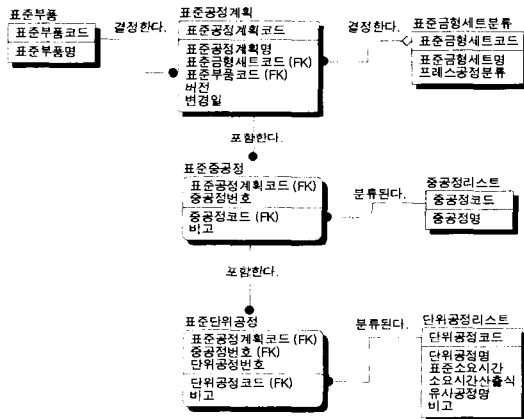 표준부품
표준부품코드
표준부품명
결정한다.
표준공정계획
표준공정계획코드
표준공정계획명
표준금형세트코드 (FK)
표준부품코드 (FK)
버전
변경일
결정한다.
표준금형세트분류
표준금형세트코드
표준금형세트명
프레스공정분류
포함한다.
표준중공정
표준공정계획코드 (FK)
중공정번호
중공정코드 (FK)
비고
분류된다.
중공정리스트
중공정코드
중공정명
포함한다.
표준단위공정
표준공정계획코드 (FK)
중공정번호 (FK)
단위공정번호
단위공정코드 (FK)
비고
분류된다.
단위공정리스트
단위공정코드
단위공정명
표준소요시간
소요시간산출식
유사공정명
비고